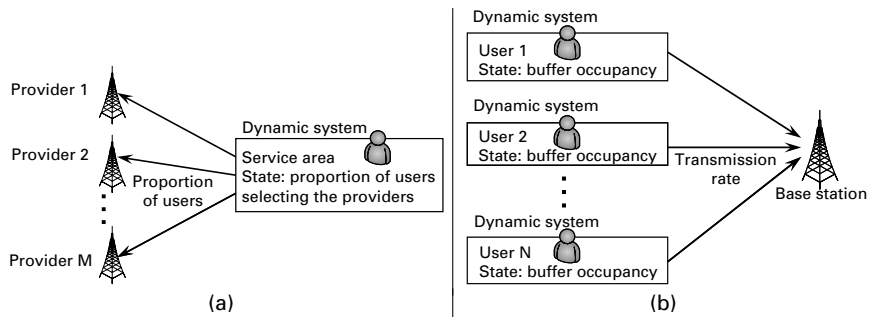 Provider 1
Provider 2
Provider M
Proportion
of users
Dynamic system
Service area
State: proportion of users
selecting the providers
(a)
Dynamic system
User 1
State: buffer occupancy
Dynamic system
User 2
State: buffer occupancy
Dynamic system
User N
State: buffer occupancy
Transmission
rate
Base station
(b)